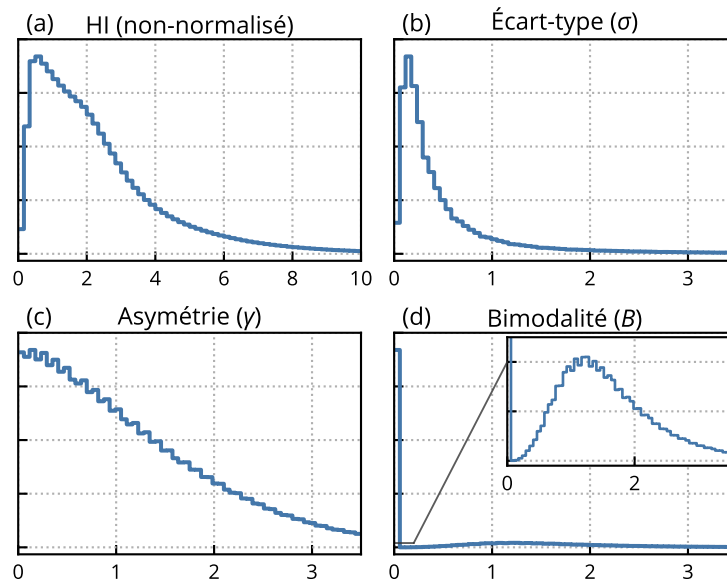 (a) HI (non-normalisé)
(b) Écart-type (σ)
0 2 4 6 8 10
0 1 2 3
(c) Asymétrie (γ)
(d) Bimodalité (B)
0 2
0 1 2 3
0 1 2 3